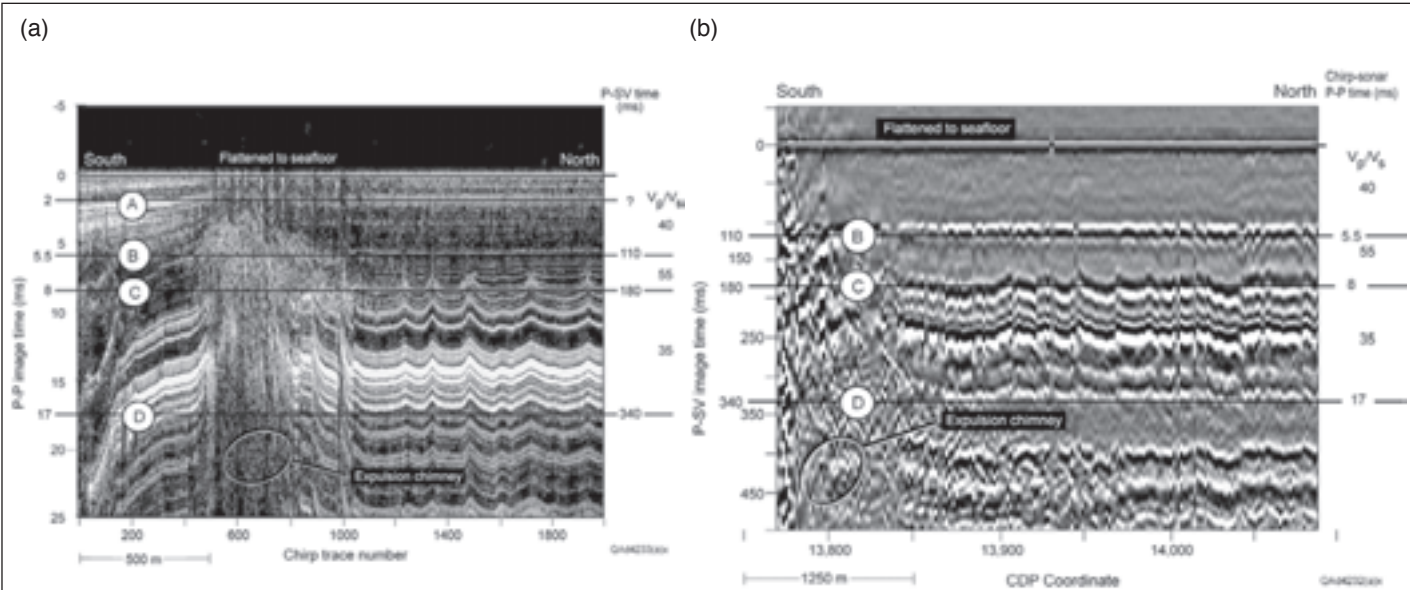 (a)
P-SV time
(ms)
-5
South
Flattened to seafloor
North
0
2
A
?
Vp/Vs
40
5
5.5
B
110
55
8
C
180
10
35
15
17
D
340
20
Expulsion chimney
25
P-P image time (ms)
200
600
1000
1400
1800
Chirp trace number
500 m
(b)
Chirp-sonar
P-P time (ms)
South
North
Flattened to seafloor
0
Vp/Vs
40
110
B
5.5
150
55
180
C
8
250
35
340
D
17
350
Expulsion chimney
450
P-SV image time (ms)
13,800
13,900
14,000
1250 m
CDP Coordinate